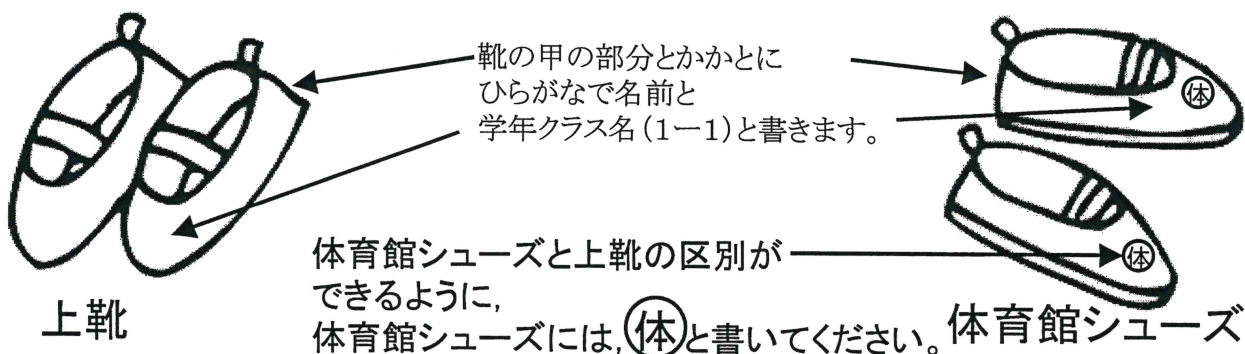 靴の甲の部分とかかとに
ひらがなで名前と
学年クラス名(1ー1)と書きます。
体
体
体育館シューズと上靴の区別が
できるように,
体育館シューズには,体と書いてください。
上靴
体育館シューズ